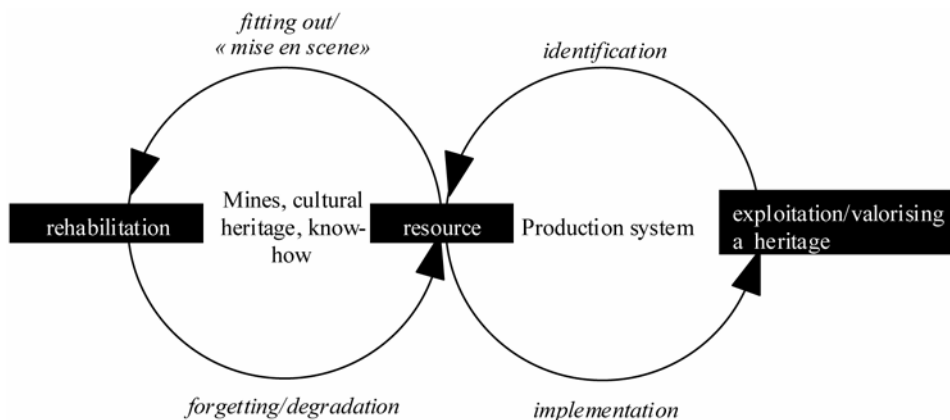 fitting out/
« mise en scene»
identification
rehabilitation
Mines, cultural
heritage, know-
how
resource
Production system
exploitation/valorising
a heritage
forgetting/degradation
implementation